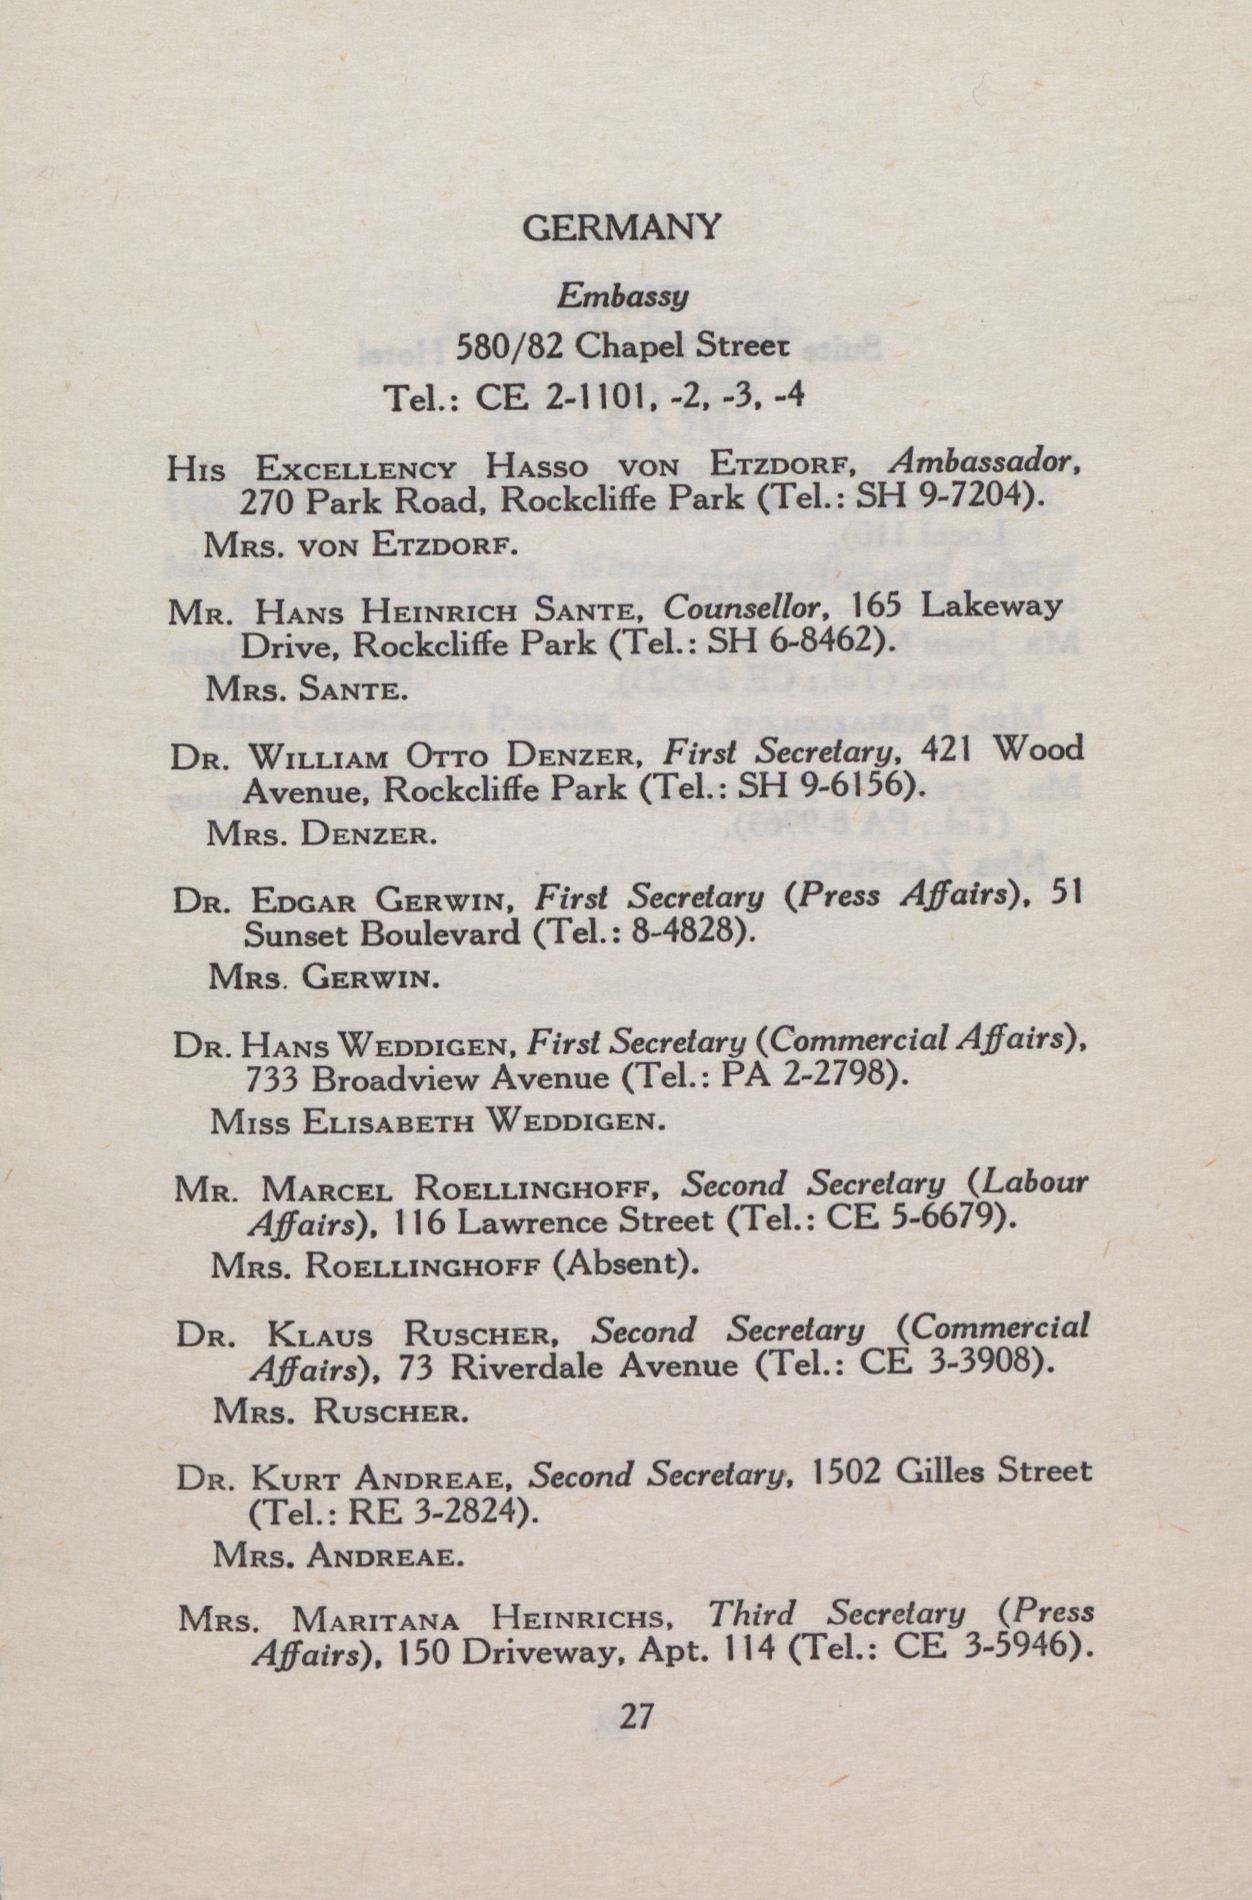 GERMANY
Embassy
580/82 Chapel Street
Tel.: CE 2-1101, -2, -3, -4
HIS EXCELLENCY HASSO VON ETZDORF, Ambassador,
270 Park Road, Rockcliffe Park (Tel.: SH 9-7204).
MRS. VON ETZDORF.
MR. HANS HEINRICH SANTE, Counsellor, 165 Lakeway
Drive, Rockcliffe Park (Tel.: SH 6-8462).
MRS. SANTE.
DR. WILLIAM OTTO DENZER, First Secretary, 421 Wood
Avenue, Rockcliffe Park (Tel.: SH 9-6156).
MRS. DENZER.
DR. EDGAR GERWIN, First Secretary (Press Affairs), 51
Sunset Boulevard (Tel.: 8-4828).
MRS. GERWIN.
DR. HANS WEDDIGEN, First Secretary (Commercial Affairs),
733 Broadview Avenue (Tel.: PA 2-2798).
MISS ELISABETH WEDDIGEN.
MR. MARCEL ROELLINGHOFF, Second Secretary (Labour
Affairs), 116 Lawrence Street (Tel.: CE 5-6679).
MRS. ROELLINGHOFF (Absent).
DR. KLAUS RUSCHER, Second Secretary (Commercial
Affairs), 73 Riverdale Avenue (Tel.: CE 3-3908).
MRS. RUSCHER.
DR. KURT ANDREAE, Second Secretary, 1502 Gilles Street
(Tel.: RE 3-2824).
MRS. ANDREAE.
MRS. MARITANA HEINRICHS, Third Secretary (Press
Affairs), 150 Driveway, Apt. 114 (Tel.: CE 3-5946).
27